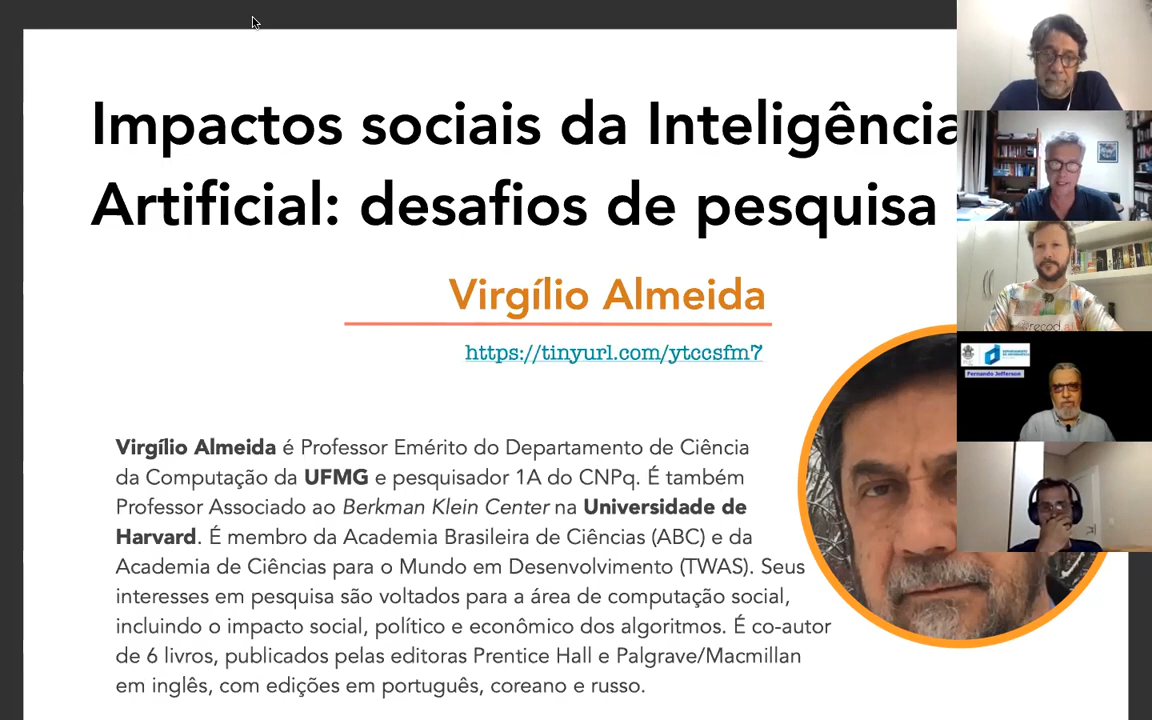 Impactos sociais da Inteligência
Artificial: desafios de pesquisa
Virgílio Almeida
https://tinyurl.com/ytccsfm7
Virgílio Almeida é Professor Emérito do Departamento de Ciência
da Computação da UFMG e pesquisador 1A do CNPq. É também
Professor Associado ao Berkman Klein Center na Universidade de
Harvard. É membro da Academia Brasileira de Ciências (ABC) e da
Academia de Ciências para o Mundo em Desenvolvimento (TWAS). Seus
interesses em pesquisa são voltados para a área de computação social,
incluindo o impacto social, político e econômico dos algoritmos. É co-autor
de 6 livros, publicados pelas editoras Prentice Hall e Palgrave/Macmillan
em inglês, com edições em português, coreano e russo.
recod.ai
Fernando Jefferson